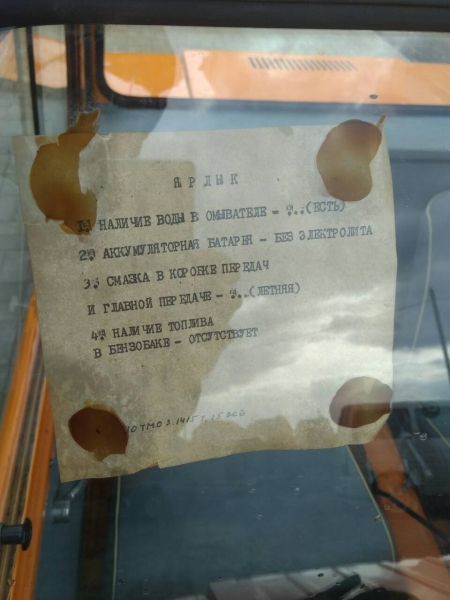 ЯРЛЫК
1) НАЛИЧИЕ ВОДЫ В ОМЫВАТЕЛЕ - ...(ЕСТЬ)
2) АККУМУЛЯТОРНАЯ БАТАРЕЯ - БЕЗ ЭЛЕКТРОЛИТА
3) СМАЗКА В КОРОБКЕ ПЕРЕДАЧ
И ГЛАВНОЙ ПЕРЕДАЧЕ - ...(ЛЕТНЯЯ)
4) НАЛИЧИЕ ТОПЛИВА
В БЕНЗОБАКЕ - ОТСУТСТВУЕТ